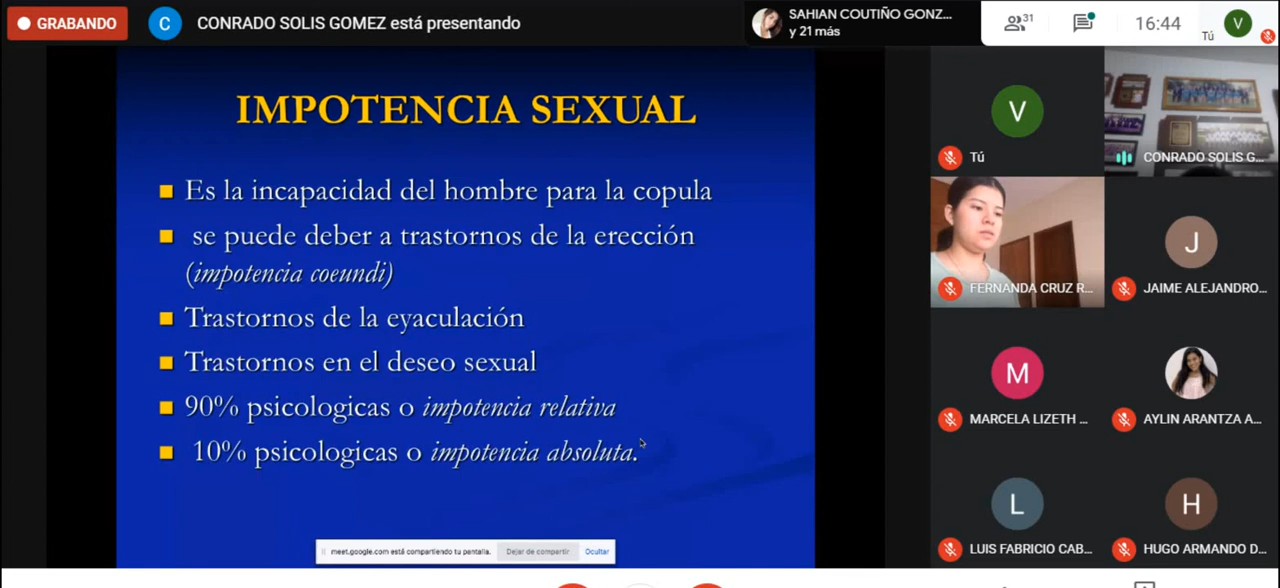 GRABANDO
C
CONRADO SOLIS GOMEZ está presentando
SAHIAN COUTIÑO GONZ...
y 21 más
31
16:44
Tú
V
IMPOTENCIA SEXUAL
Es la incapacidad del hombre para la copula
se puede deber a trastornos de la erección
(impotencia coeundi)
Trastornos de la eyaculación
Trastornos en el deseo sexual
90% psicologicas o impotencia relativa
10% psicologicas o impotencia absoluta.
meet.google.com está compartiendo tu pantalla.
Dejar de compartir
Ocultar
V
Tú
CONRADO SOLIS G...
FERNANDA CRUZ R...
J
JAIME ALEJANDRO...
M
MARCELA LIZETH ...
AYLIN ARANTZA A...
L
LUIS FABRICIO CAB...
H
HUGO ARMANDO D...